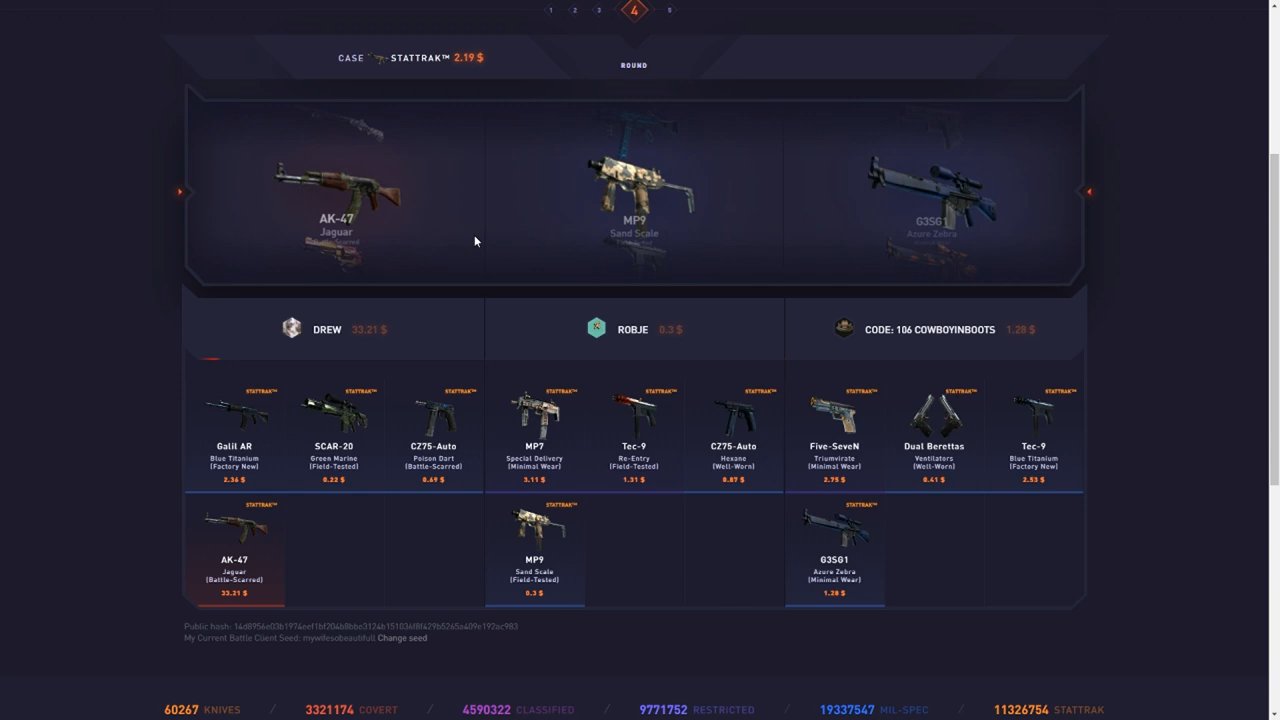 1 2 3 4 5
CASE STATTRAK™ 2.19 $
ROUND
AK-47 MP9 G3SG1
Jaguar Sand Scale Azure Zebra
DREW 33.21 $ ROBJE 0.3 $ CODE: 106 COWBOYINBOOTS 1.28 $
STATTRAK™ STATTRAK™ STATTRAK™ STATTRAK™ STATTRAK™ STATTRAK™ STATTRAK™ STATTRAK™ STATTRAK™
Galil AR SCAR-20 CZ75-Auto MP7 Tec-9 CZ75-Auto Five-SeveN Dual Berettas Tec-9
Blue Titanium Green Marine Poison Dart Special Delivery Re-Entry Hexane Triumvirate Ventilators Blue Titanium
(Factory New) (Field-Tested) (Battle-Scarred) (Minimal Wear) (Field-Tested) (Well-Worn) (Minimal Wear) (Well-Worn) (Factory New)
2.36 $ 0.22 $ 0.69 $ 3.11 $ 1.31 $ 0.87 $ 2.75 $ 0.41 $ 2.53 $
STATTRAK™ STATTRAK™ STATTRAK™
AK-47 MP9 G3SG1
Jaguar Sand Scale Azure Zebra
(Battle-Scarred) (Field-Tested) (Minimal Wear)
33.21 $ 0.3 $ 1.28 $
Public hash:
My Current Battle Client Seed: mywifesobeautifull Change seed
60267 KNIVES / 3321174 COVERT / 4590322 CLASSIFIED / 9771752 RESTRICTED / 19337547 MIL-SPEC / 11326754 STATTRAK